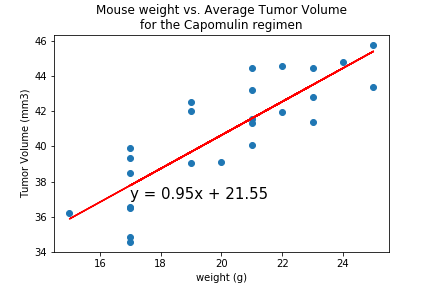 Mouse weight vs. Average Tumor Volume
for the Capomulin regimen
46
44
42
40
38
36
34
Tumor Volume (mm3)
y = 0.95x + 21.55
16
18
20
22
24
weight (g)